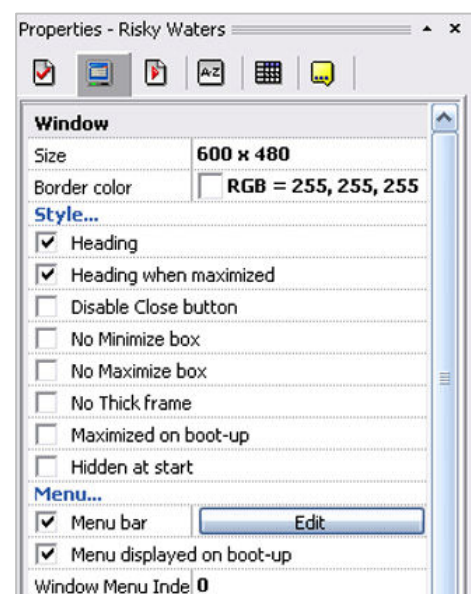 Properties - Risky Waters
A-Z
Window
Size 600 x 480
Border color RGB = 255, 255, 255
Style...
Heading
Heading when maximized
Disable Close button
No Minimize box
No Maximize box
No Thick frame
Maximized on boot-up
Hidden at start
Menu...
Menu bar Edit
Menu displayed on boot-up
Window Menu Inde 0